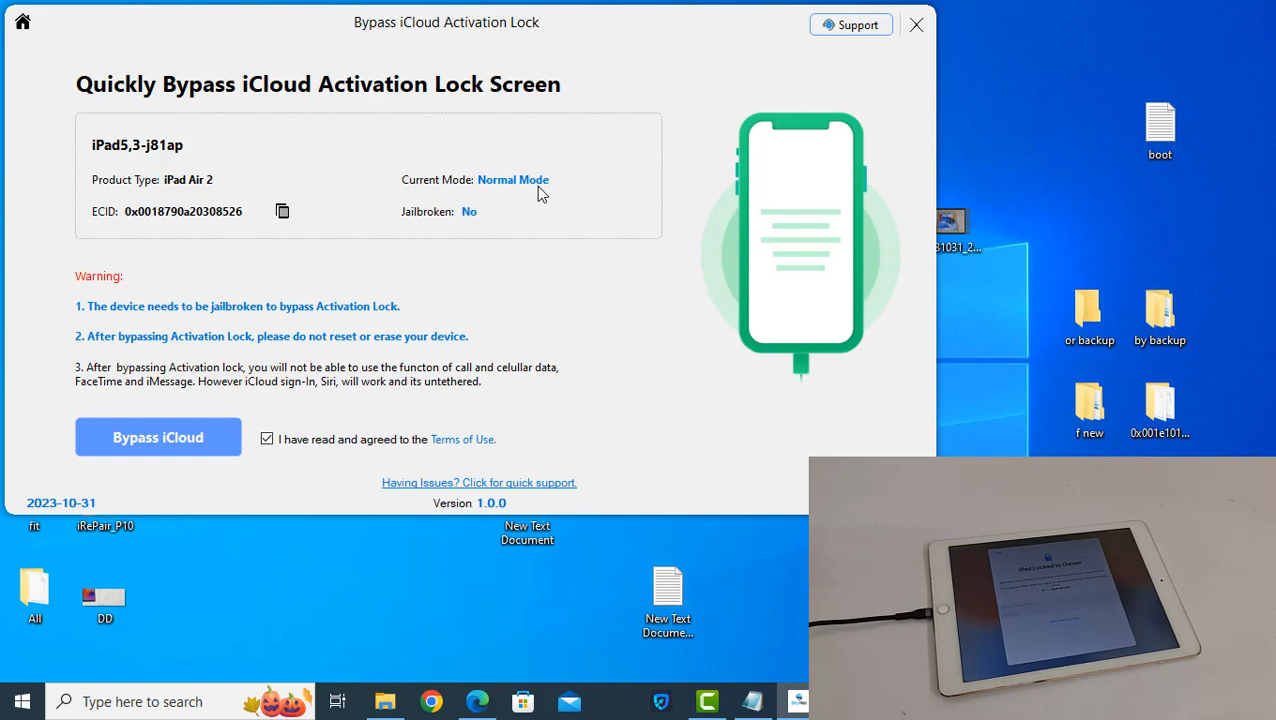 Bypass iCloud Activation Lock
Support
Quickly Bypass iCloud Activation Lock Screen
iPad5,3-j81ap
Product Type: iPad Air 2
Current Mode: Normal Mode
ECID: 0x0018790a20308526
Jailbroken: No
Warning:
1. The device needs to be jailbroken to bypass Activation Lock.
2. After bypassing Activation Lock, please do not reset or erase your device.
3. After bypassing Activation lock, you will not be able to use the functon of call and celullar data,
FaceTime and iMessage. However iCloud sign-In, Siri, will work and its untethered.
Bypass iCloud
I have read and agreed to the Terms of Use.
Having Issues? Click for quick support.
2023-10-31
Version 1.0.0
boot
31031_2...
or backup
by backup
f new
0x001e101...
fit
iRePair_P10
New Text
Document
All
DD
New Text
Docume...
iPad Locked to Owner
Type here to search